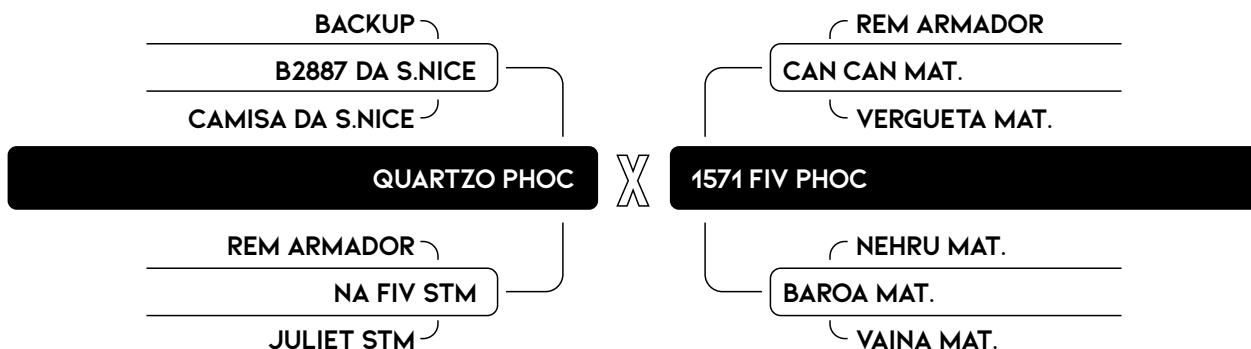 BACKUP
REM ARMADOR
B2887 DA S.NICE
CAN CAN MAT.
CAMISA DA S.NICE
VERGUETA MAT.
QUARTZO PHOC X 1571 FIV PHOC
REM ARMADOR
NEHRU MAT.
NA FIV STM
BAROA MAT.
JULIET STM
VAINA MAT.